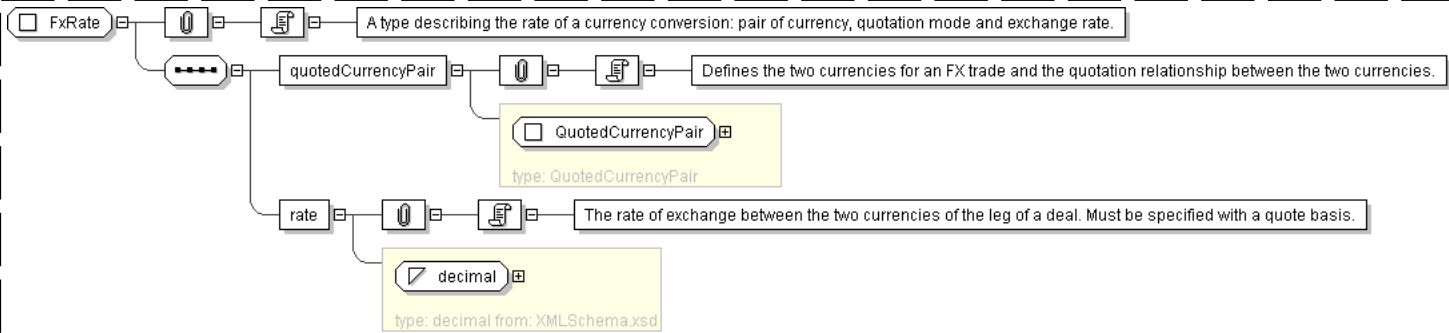 FxRate
A type describing the rate of a currency conversion: pair of currency, quotation mode and exchange rate.
quotedCurrencyPair
Defines the two currencies for an FX trade and the quotation relationship between the two currencies.
QuotedCurrencyPair
type: QuotedCurrencyPair
rate
The rate of exchange between the two currencies of the leg of a deal. Must be specified with a quote basis.
decimal
type: decimal from: XMLSchema.xsd